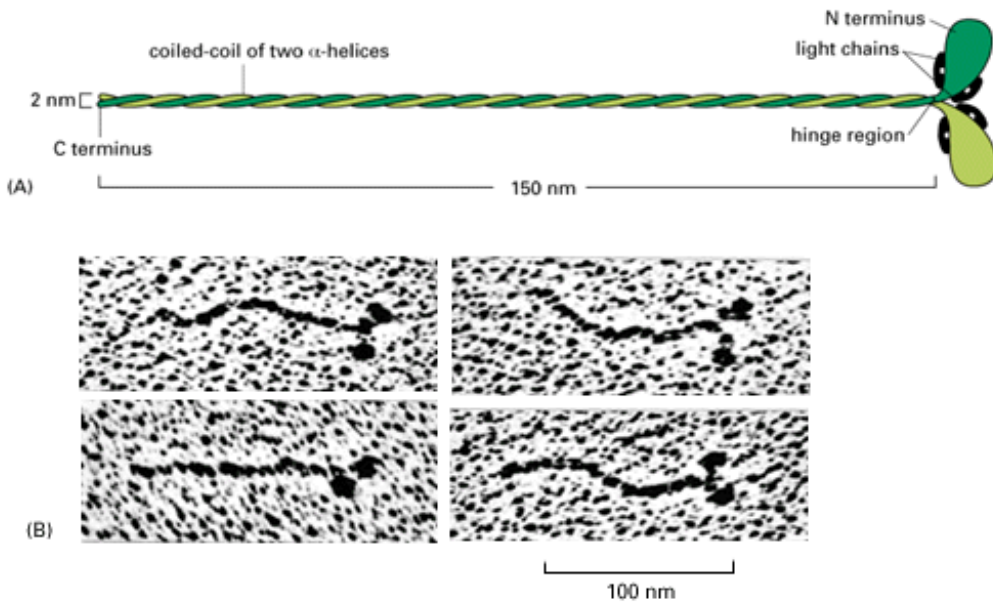 N terminus
light chains
coiled-coil of two α-helices
2 nm
hinge region
C terminus
(A)
150 nm
(B)
100 nm